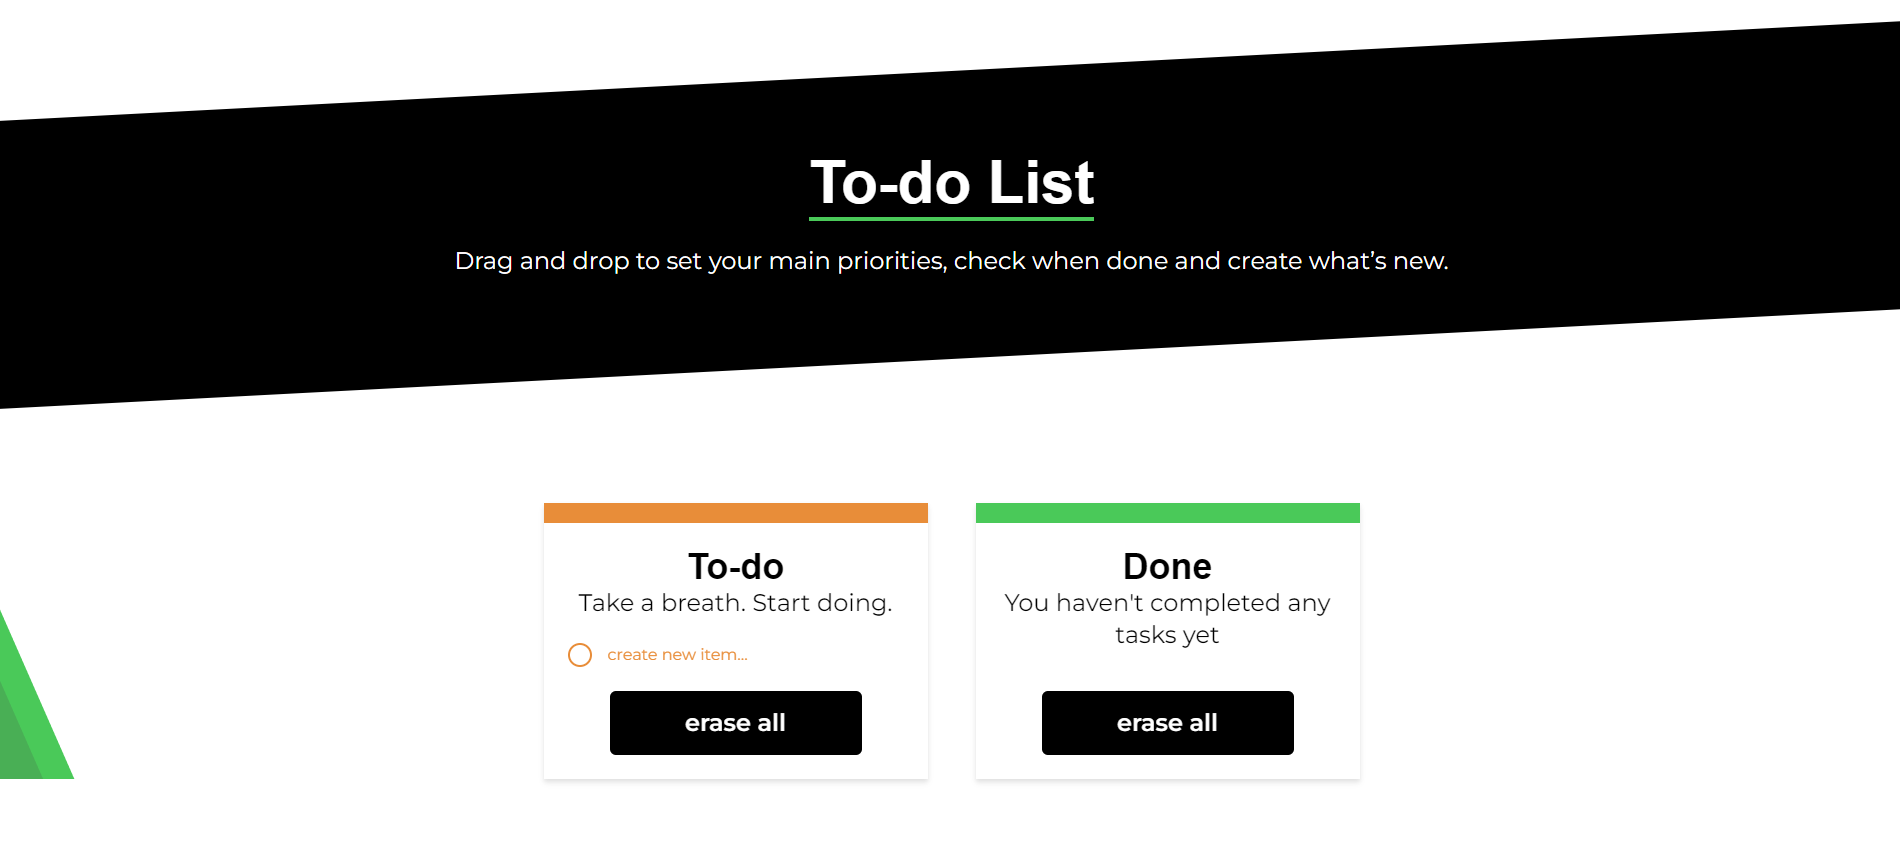 To-do List
Drag and drop to set your main priorities, check when done and create what’s new.
To-do
Take a breath. Start doing.
create new item...
erase all
Done
You haven't completed any
tasks yet
erase all